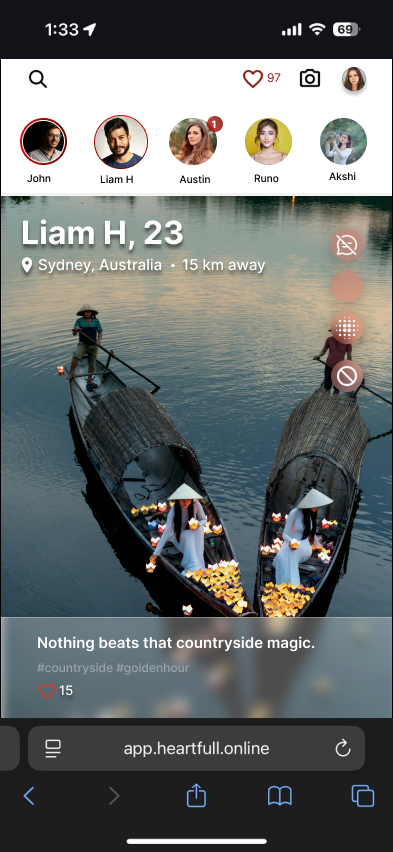 1:33
69
97
1
John
Liam H
Austin
Runo
Akshi
Liam H, 23
Sydney, Australia • 15 km away
Nothing beats that countryside magic.
#countryside #goldenhour
15
app.heartfull.online